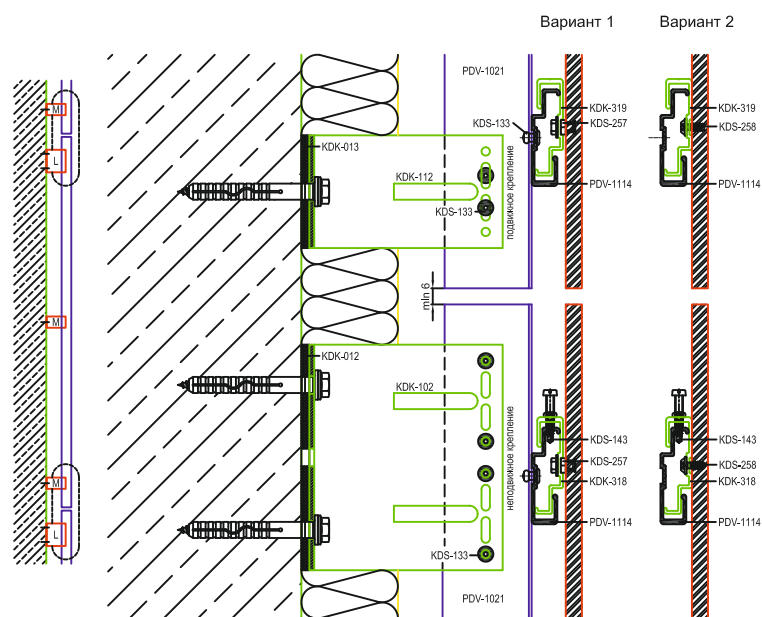 Вариант 1
Вариант 2
PDV-1021
KDK-319
KDK-319
KDS-133
KDS-257
KDS-258
M
KDK-013
L
KDK-112
PDV-1114
PDV-1114
KDS-133
подвижное крепление
min 6
M
KDK-012
KDK-102
KDS-143
KDS-143
неподвижное крепление
KDS-257
KDS-258
M
KDK-318
KDK-318
PDV-1114
PDV-1114
L
KDS-133
PDV-1021